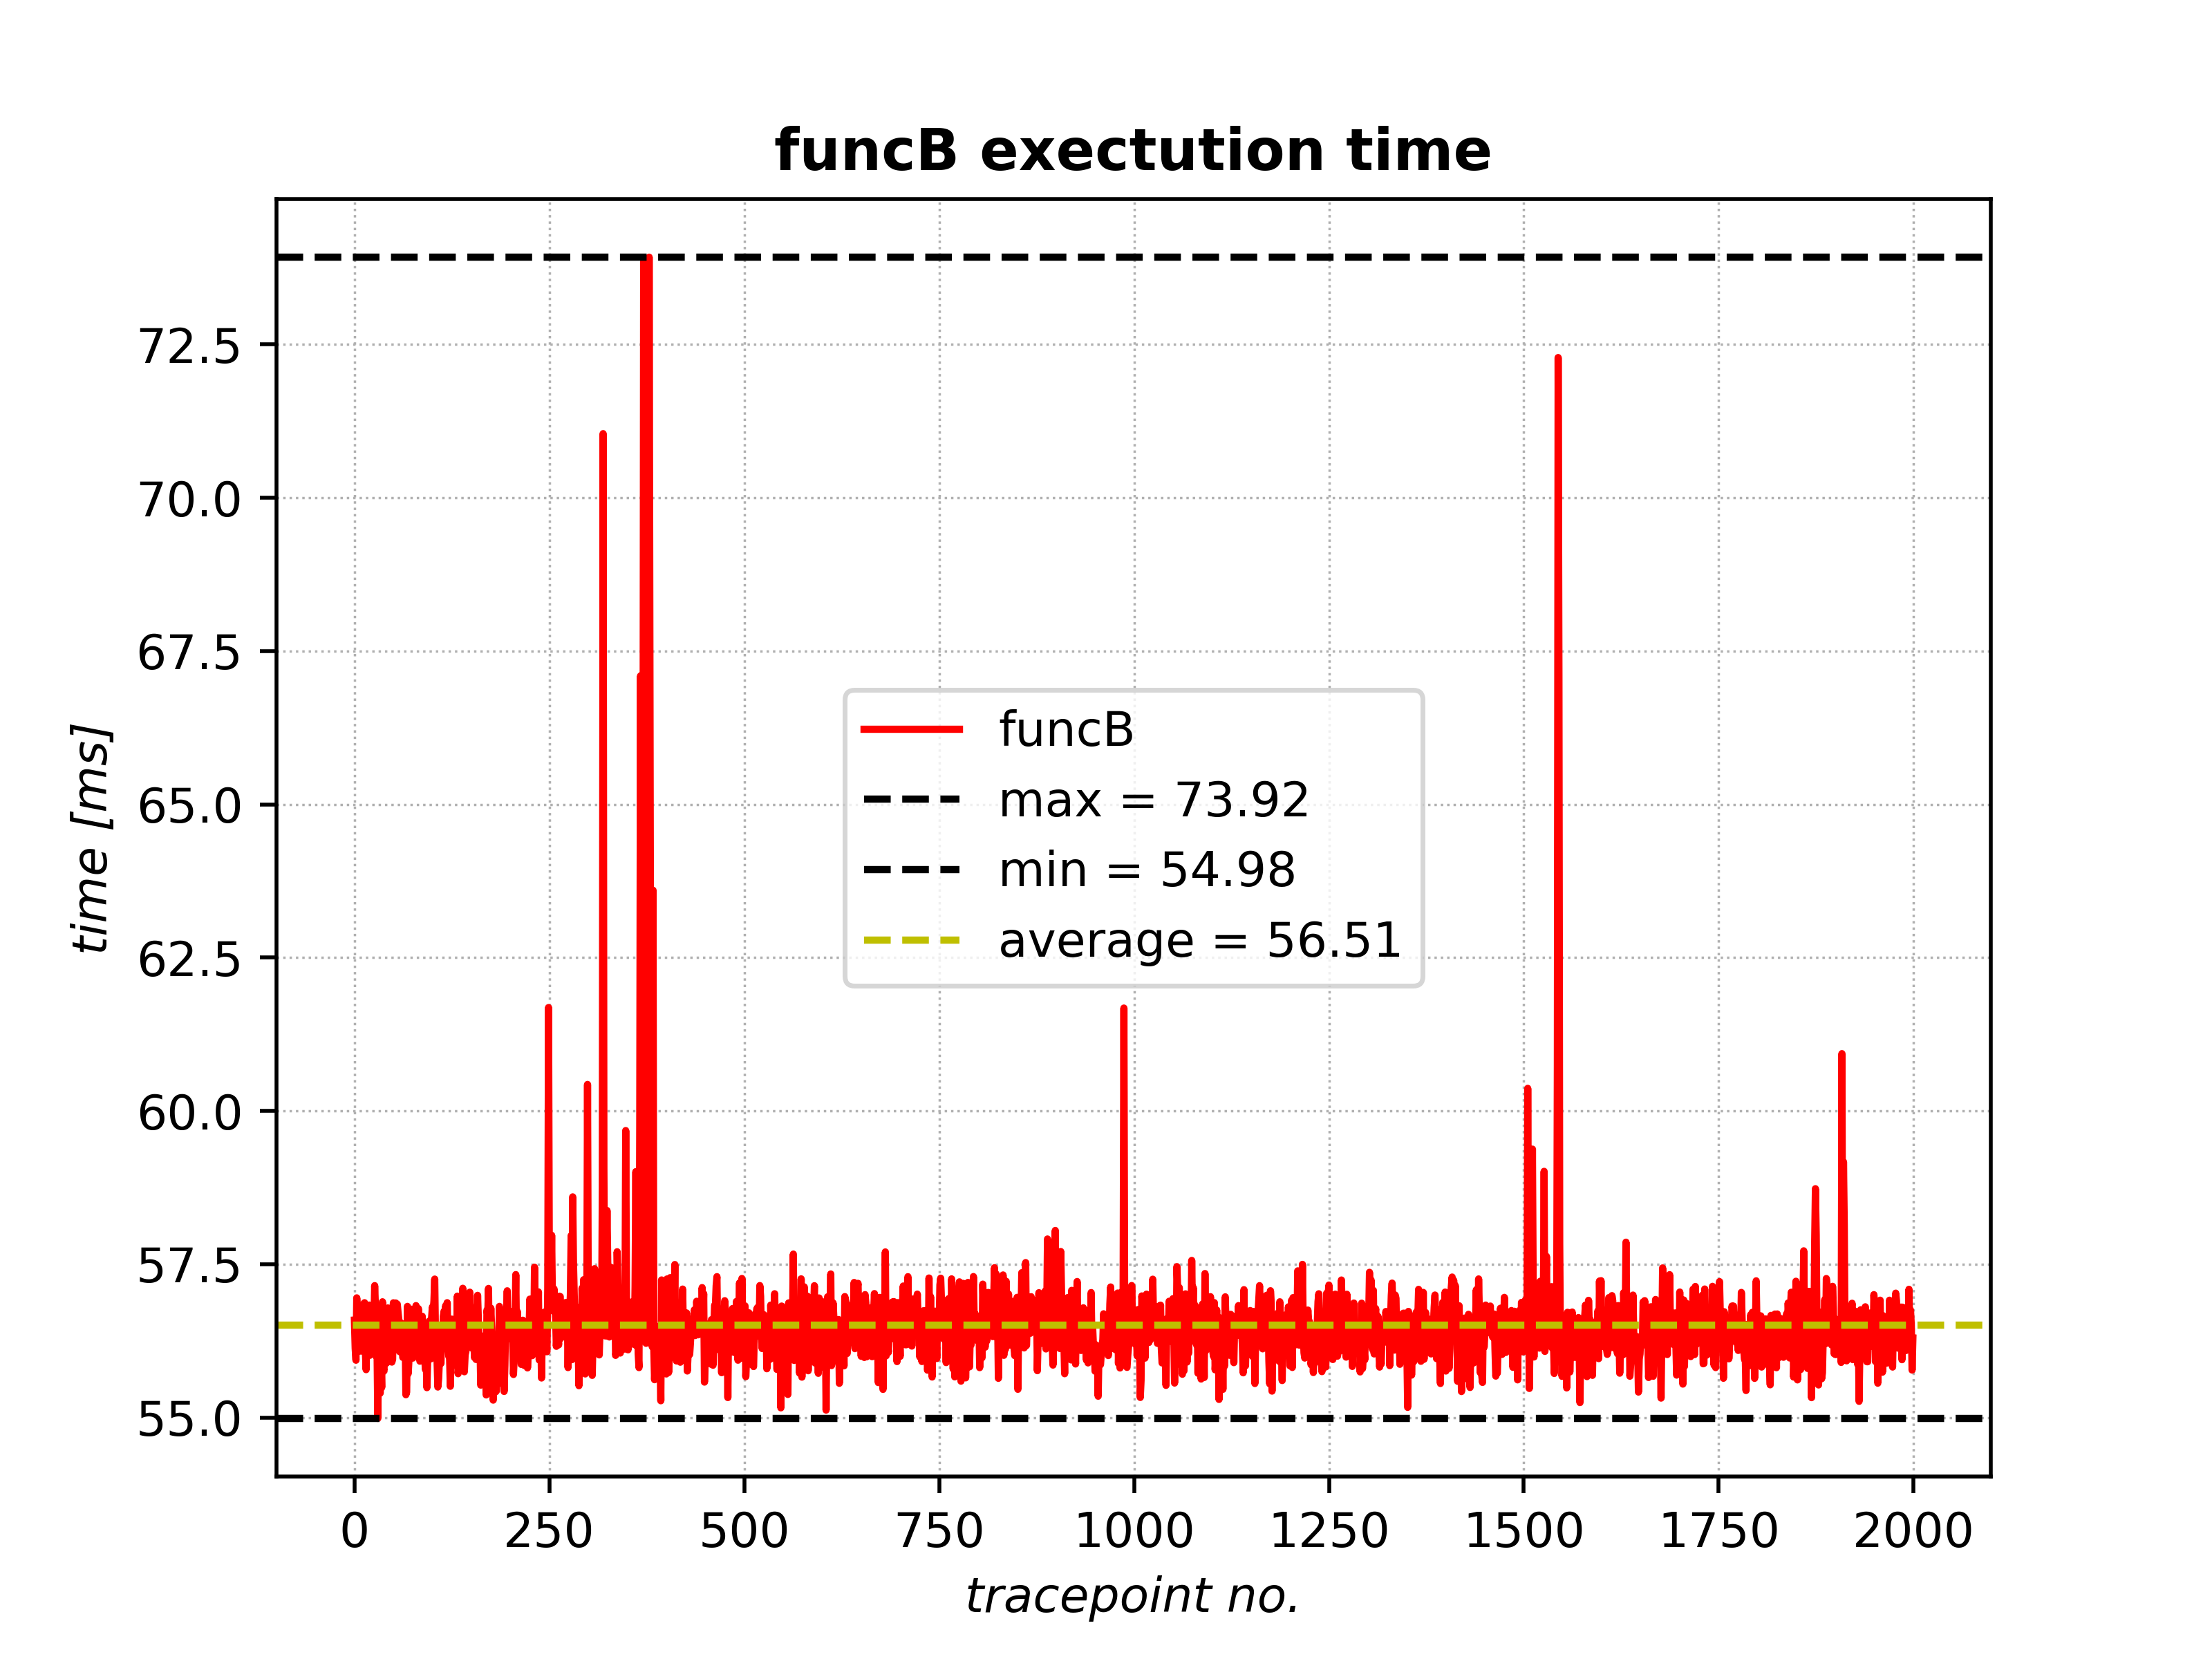 funcB exectution time
time [ms]
72.5
70.0
67.5
65.0
62.5
60.0
57.5
55.0
funcB
max = 73.92
min = 54.98
average = 56.51
0 250 500 750 1000 1250 1500 1750 2000
tracepoint no.